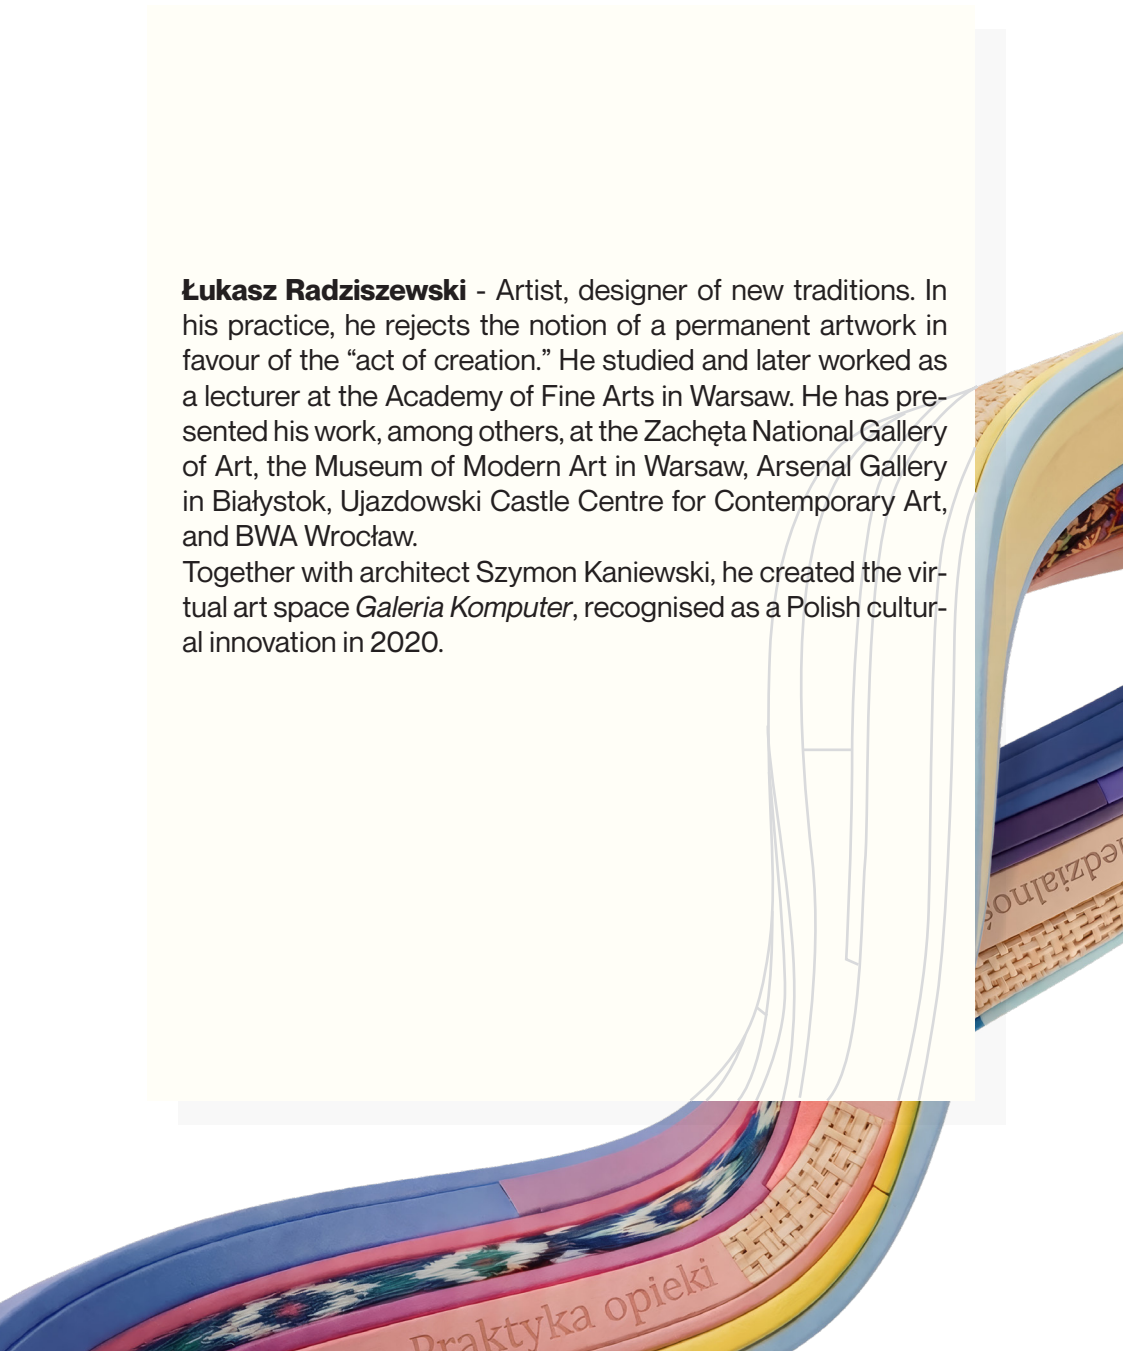 Łukasz Radziszewski - Artist, designer of new traditions. In
his practice, he rejects the notion of a permanent artwork in
favour of the “act of creation.” He studied and later worked as
a lecturer at the Academy of Fine Arts in Warsaw. He has pre-
sented his work, among others, at the Zachęta National Gallery
of Art, the Museum of Modern Art in Warsaw, Arsenal Gallery
in Białystok, Ujazdowski Castle Centre for Contemporary Art,
and BWA Wrocław.
Together with architect Szymon Kaniewski, he created the vir-
tual art space Galeria Komputer, recognised as a Polish cultur-
al innovation in 2020.
Praktyka opieki